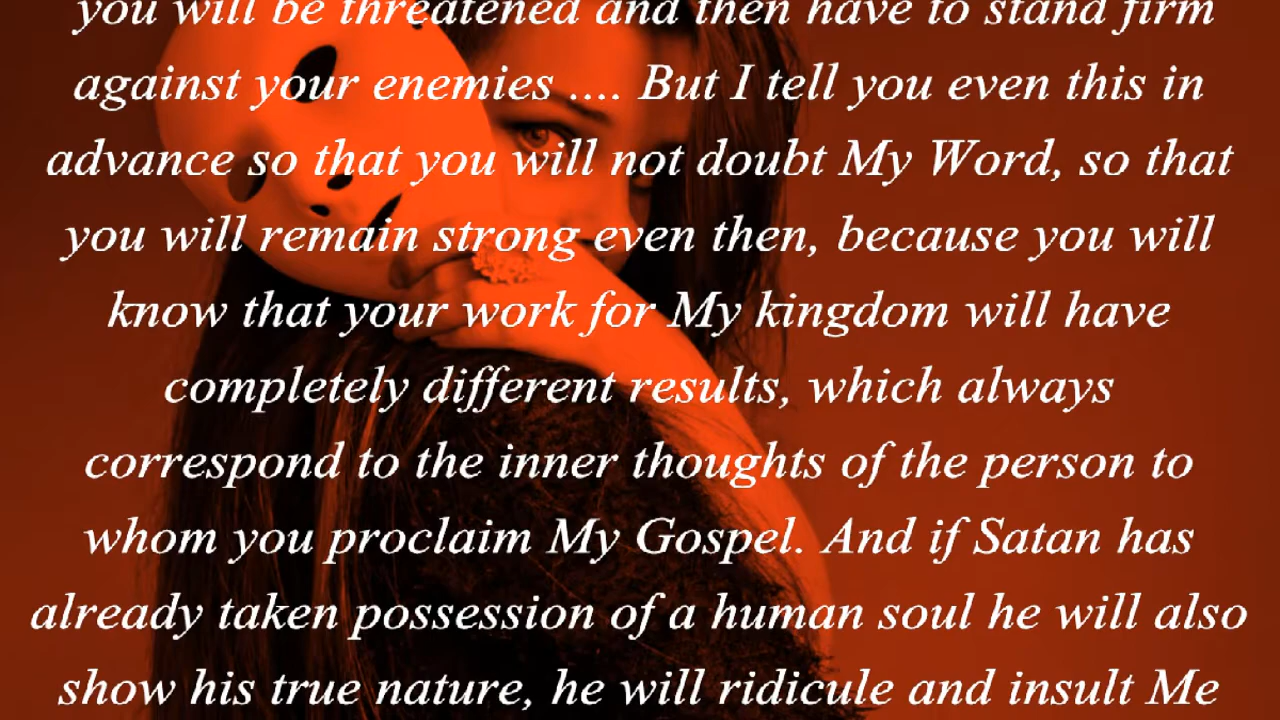 you will be threatened and then have to stand firm
against your enemies .... But I tell you even this in
advance so that you will not doubt My Word, so that
you will remain strong even then, because you will
know that your work for My kingdom will have
completely different results, which always
correspond to the inner thoughts of the person to
whom you proclaim My Gospel. And if Satan has
already taken possession of a human soul he will also
show his true nature, he will ridicule and insult Me